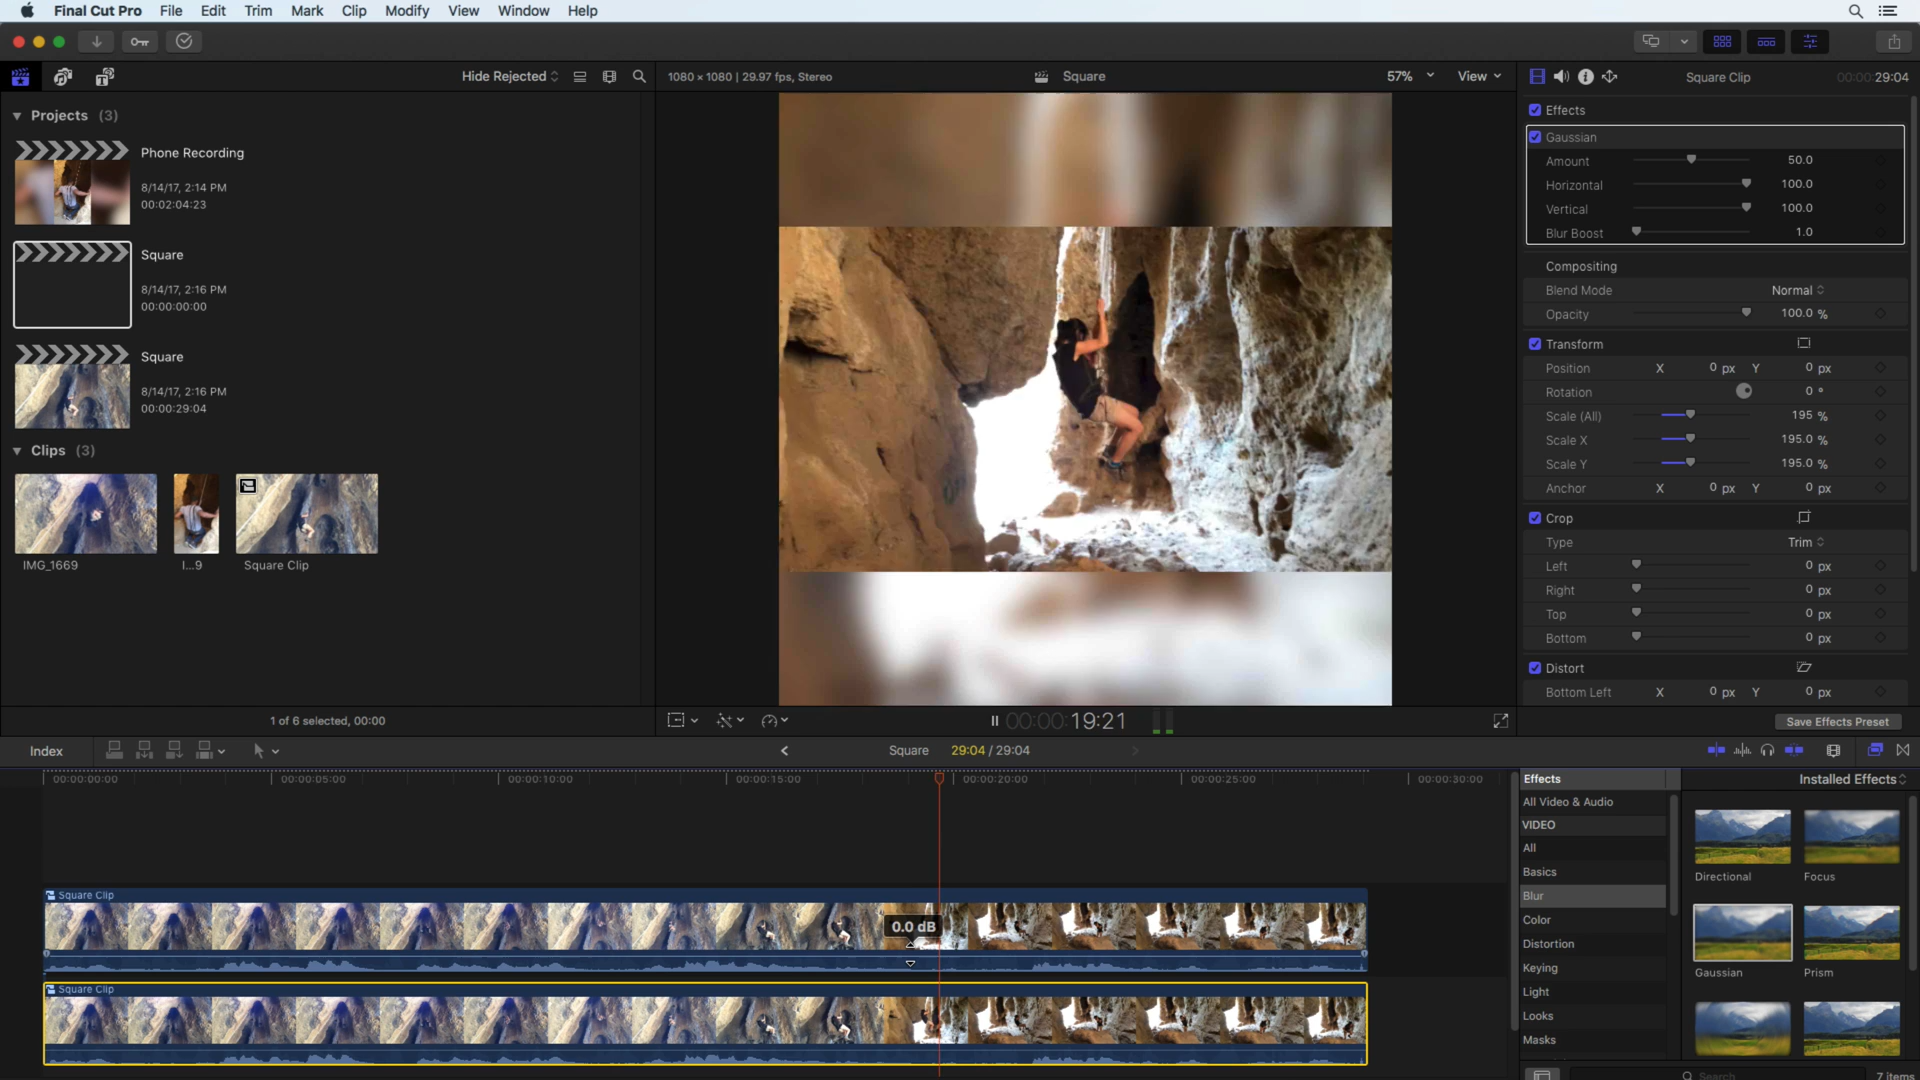 Final Cut Pro File Edit Trim Mark Clip Modify View Window Help
Hide Rejected
1080 × 1080 | 29.97 fps, Stereo
Square
57%
View
Square Clip
00:00:29:04
Projects (3)
Phone Recording
8/14/17, 2:14 PM
00:02:04:23
Square
8/14/17, 2:16 PM
00:00:00:00
Square
8/14/17, 2:16 PM
00:00:29:04
Clips (3)
IMG_1669
I...9
Square Clip
1 of 6 selected, 00:00
00:00:00:19:21
Effects
Gaussian
Amount 50.0
Horizontal 100.0
Vertical 100.0
Blur Boost 1.0
Compositing
Blend Mode Normal
Opacity 100.0 %
Transform
Position X 0 px Y 0 px
Rotation 0 °
Scale (All) 195 %
Scale X 195.0 %
Scale Y 195.0 %
Anchor X 0 px Y 0 px
Crop
Type Trim
Left 0 px
Right 0 px
Top 0 px
Bottom 0 px
Distort
Bottom Left X 0 px Y 0 px
Save Effects Preset
Index
Square 29:04 / 29:04
00:00:00:00 00:00:05:00 00:00:10:00 00:00:15:00 00:00:20:00 00:00:25:00 00:00:30:00
Square Clip
0.0 dB
Square Clip
Effects
Installed Effects
All Video & Audio
VIDEO
All
Basics
Blur
Color
Distortion
Keying
Light
Looks
Masks
Directional
Focus
Gaussian
Prism
Search
7 items